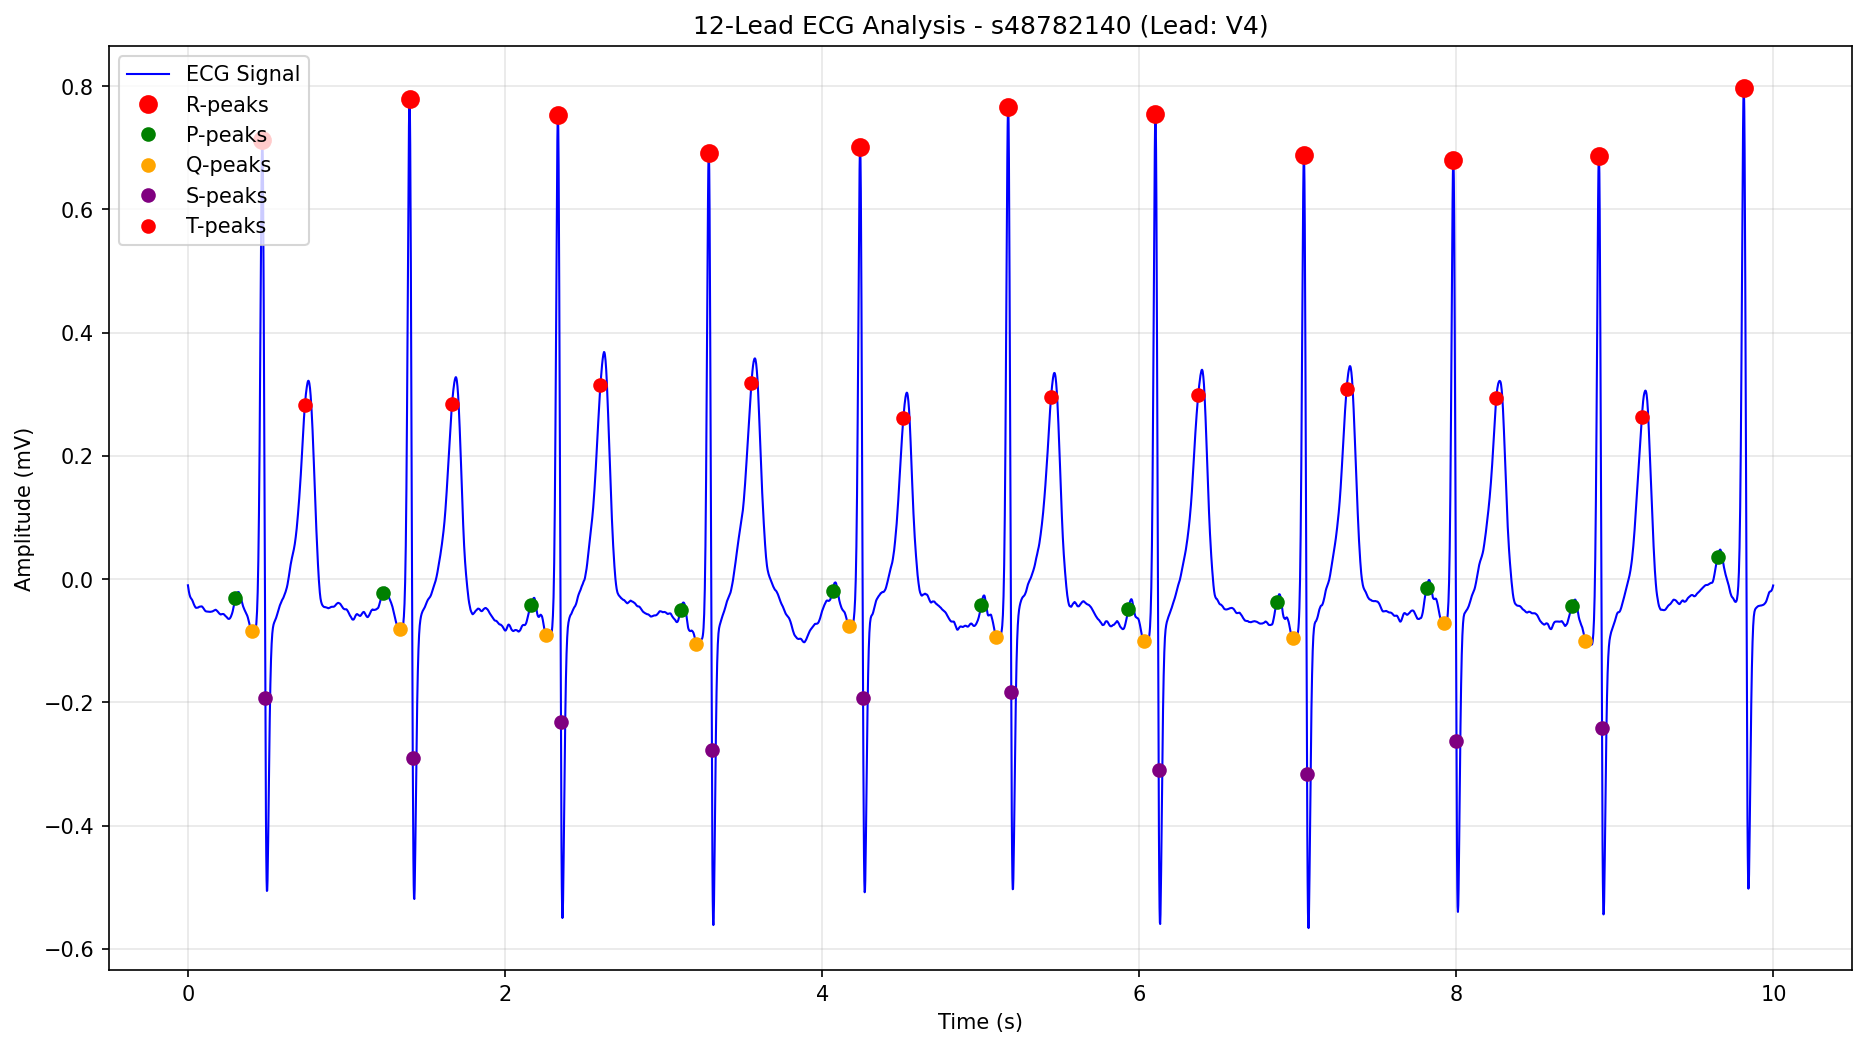 12-Lead ECG Analysis - s48782140 (Lead: V4)
ECG Signal
R-peaks
P-peaks
Q-peaks
S-peaks
T-peaks
Amplitude (mV)
0.8
0.6
0.4
0.2
0.0
−0.2
−0.4
−0.6
0 2 4 6 8 10
Time (s)